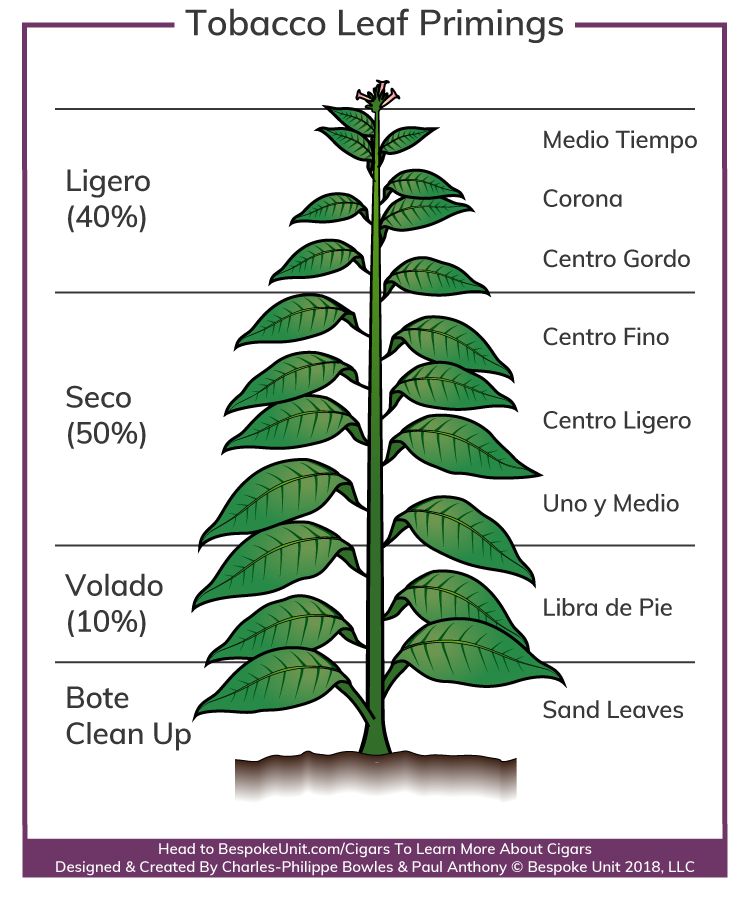 Tobacco Leaf Primings
Medio Tiempo
Ligero
(40%)
Corona
Centro Gordo
Centro Fino
Seco
(50%)
Centro Ligero
Uno y Medio
Volado
(10%)
Libra de Pie
Bote
Clean Up
Sand Leaves
Head to BespokeUnit.com/Cigars To Learn More About Cigars
Designed & Created By Charles-Philippe Bowles & Paul Anthony © Bespoke Unit 2018, LLC